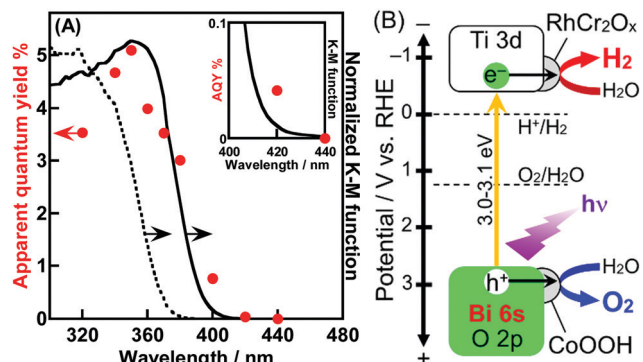 (A)
Apparent quantum yield %
5
4
3
2
1
0
320
360
400
440
480
Wavelength / nm
Normalized K-M function
0.1
0
AQY %
K-M function
400
420
440
Wavelength / nm
(B)
Potential / V vs. RHE
−
−1
0
1
2
3
+
Ti 3d
e−
RhCr2Ox
H2
H2O
H+/H2
O2/H2O
3.0-3.1 eV
hν
h+
Bi 6s
O 2p
H2O
O2
CoOOH